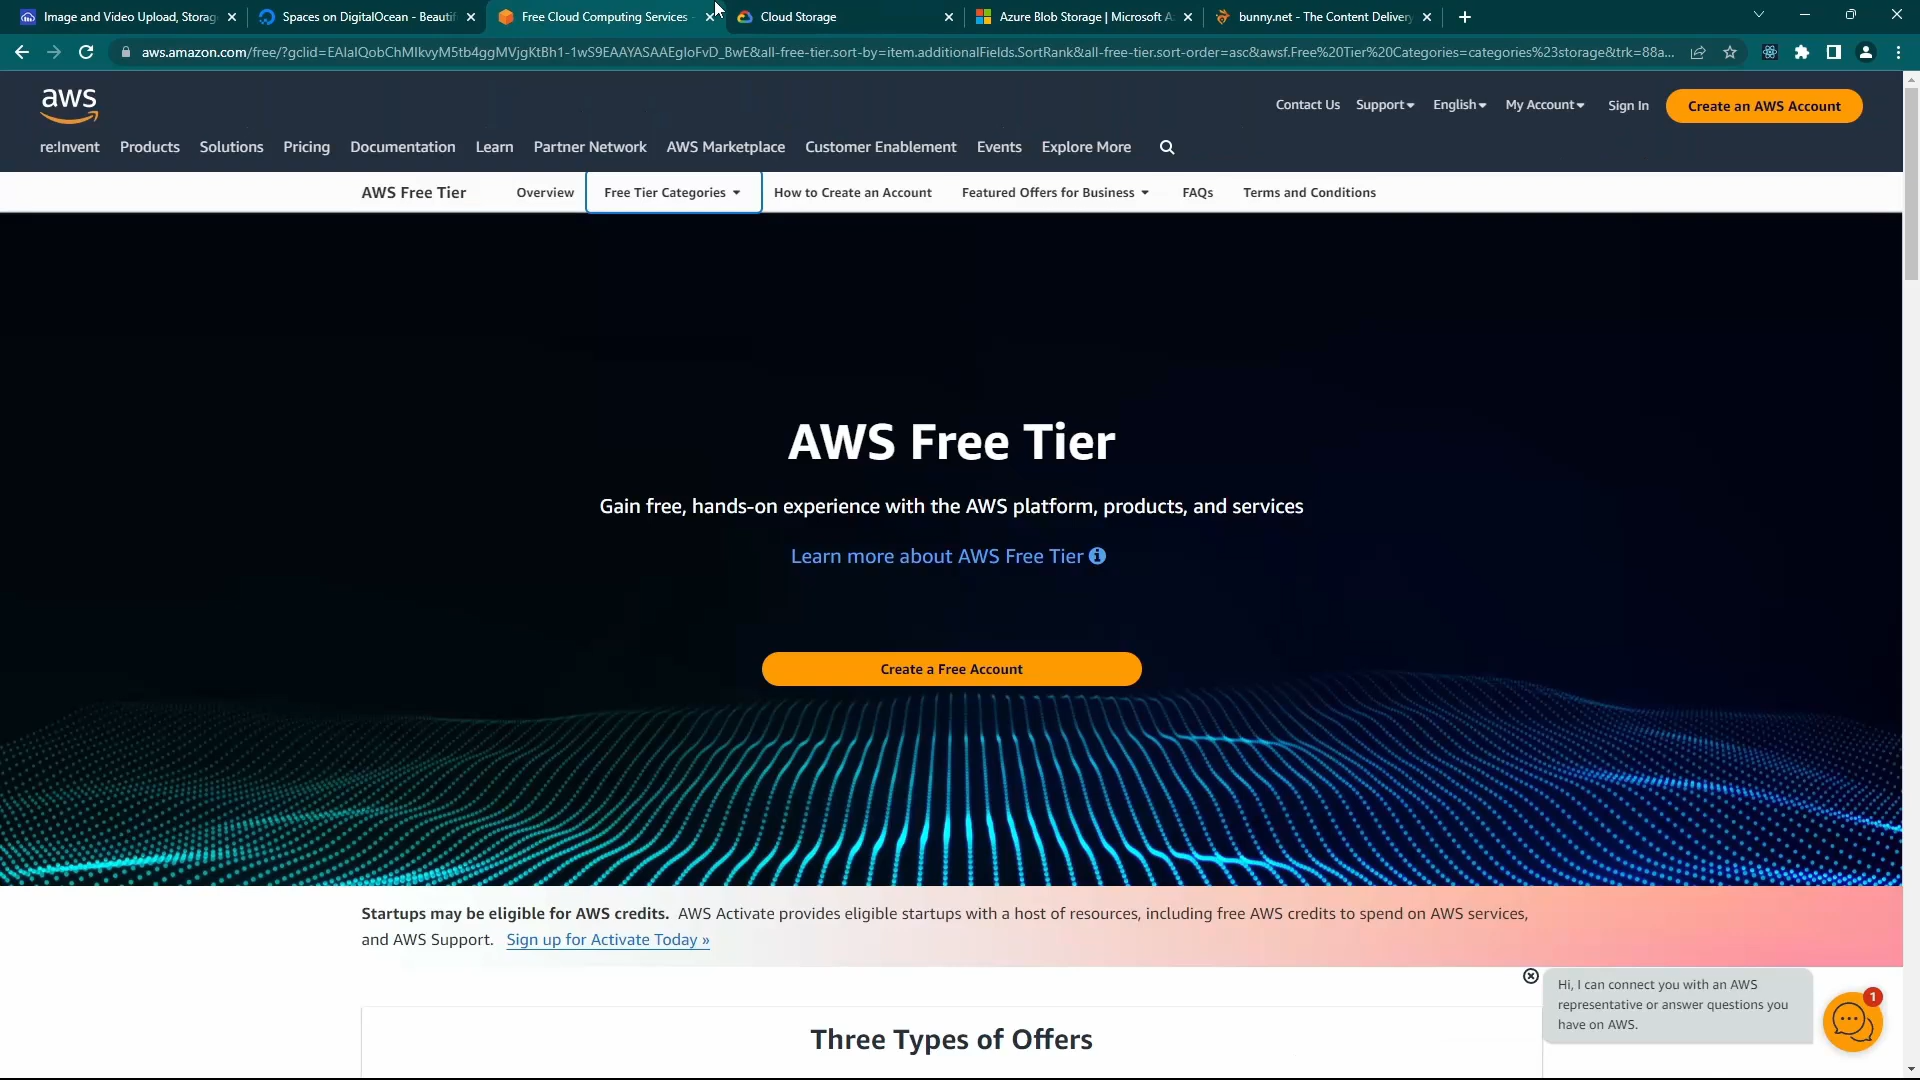 Image and Video Upload, Storag
Spaces on DigitalOcean - Beautif
Free Cloud Computing Services -
Cloud Storage
Azure Blob Storage | Microsoft A
bunny.net - The Content Delivery
aws.amazon.com/free/?gclid=EAIaIQobChMIkvyM5tb4ggMVjgKtBh1-1wS9EAAYASAAEgIoFvD_BwE&all-free-tier.sort-by=item.additionalFields.SortRank&all-free-tier.sort-order=asc&awsf.Free%20Tier%20Categories=categories%23storage&trk=88a...
aws
Contact Us
Support
English
My Account
Sign In
Create an AWS Account
re:Invent
Products
Solutions
Pricing
Documentation
Learn
Partner Network
AWS Marketplace
Customer Enablement
Events
Explore More
AWS Free Tier
Overview
Free Tier Categories
How to Create an Account
Featured Offers for Business
FAQs
Terms and Conditions
AWS Free Tier
Gain free, hands-on experience with the AWS platform, products, and services
Learn more about AWS Free Tier
Create a Free Account
Startups may be eligible for AWS credits. AWS Activate provides eligible startups with a host of resources, including free AWS credits to spend on AWS services,
and AWS Support. Sign up for Activate Today »
Hi, I can connect you with an AWS
representative or answer questions you
have on AWS.
1
Three Types of Offers